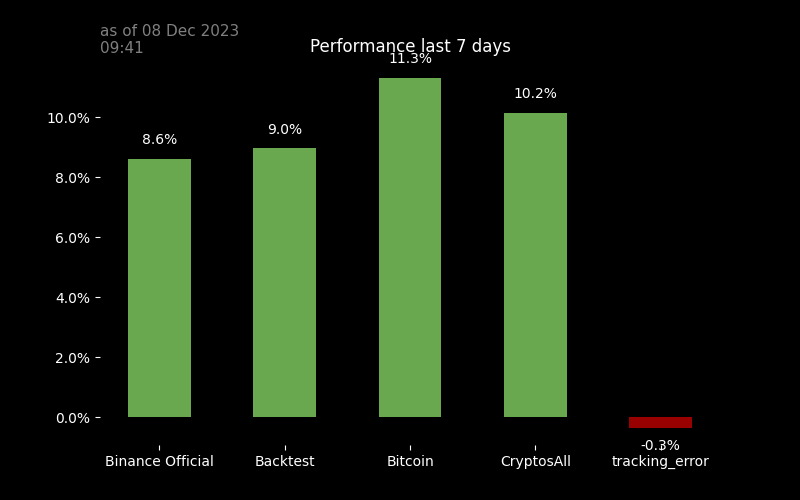 as of 08 Dec 2023
09:41
Performance last 7 days
11.3%
10.2%
9.0%
8.6%
10.0%
8.0%
6.0%
4.0%
2.0%
0.0%
-0.3%
Binance Official
Backtest
Bitcoin
CryptosAll
tracking_error